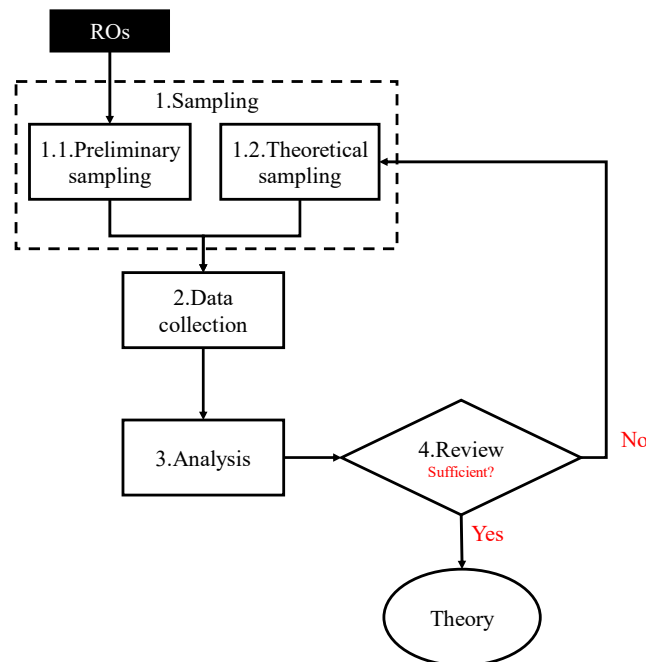 ROs
1.Sampling
1.1.Preliminary
sampling
1.2.Theoretical
sampling
2.Data
collection
3.Analysis
4.Review
Sufficient?
No
Yes
Theory